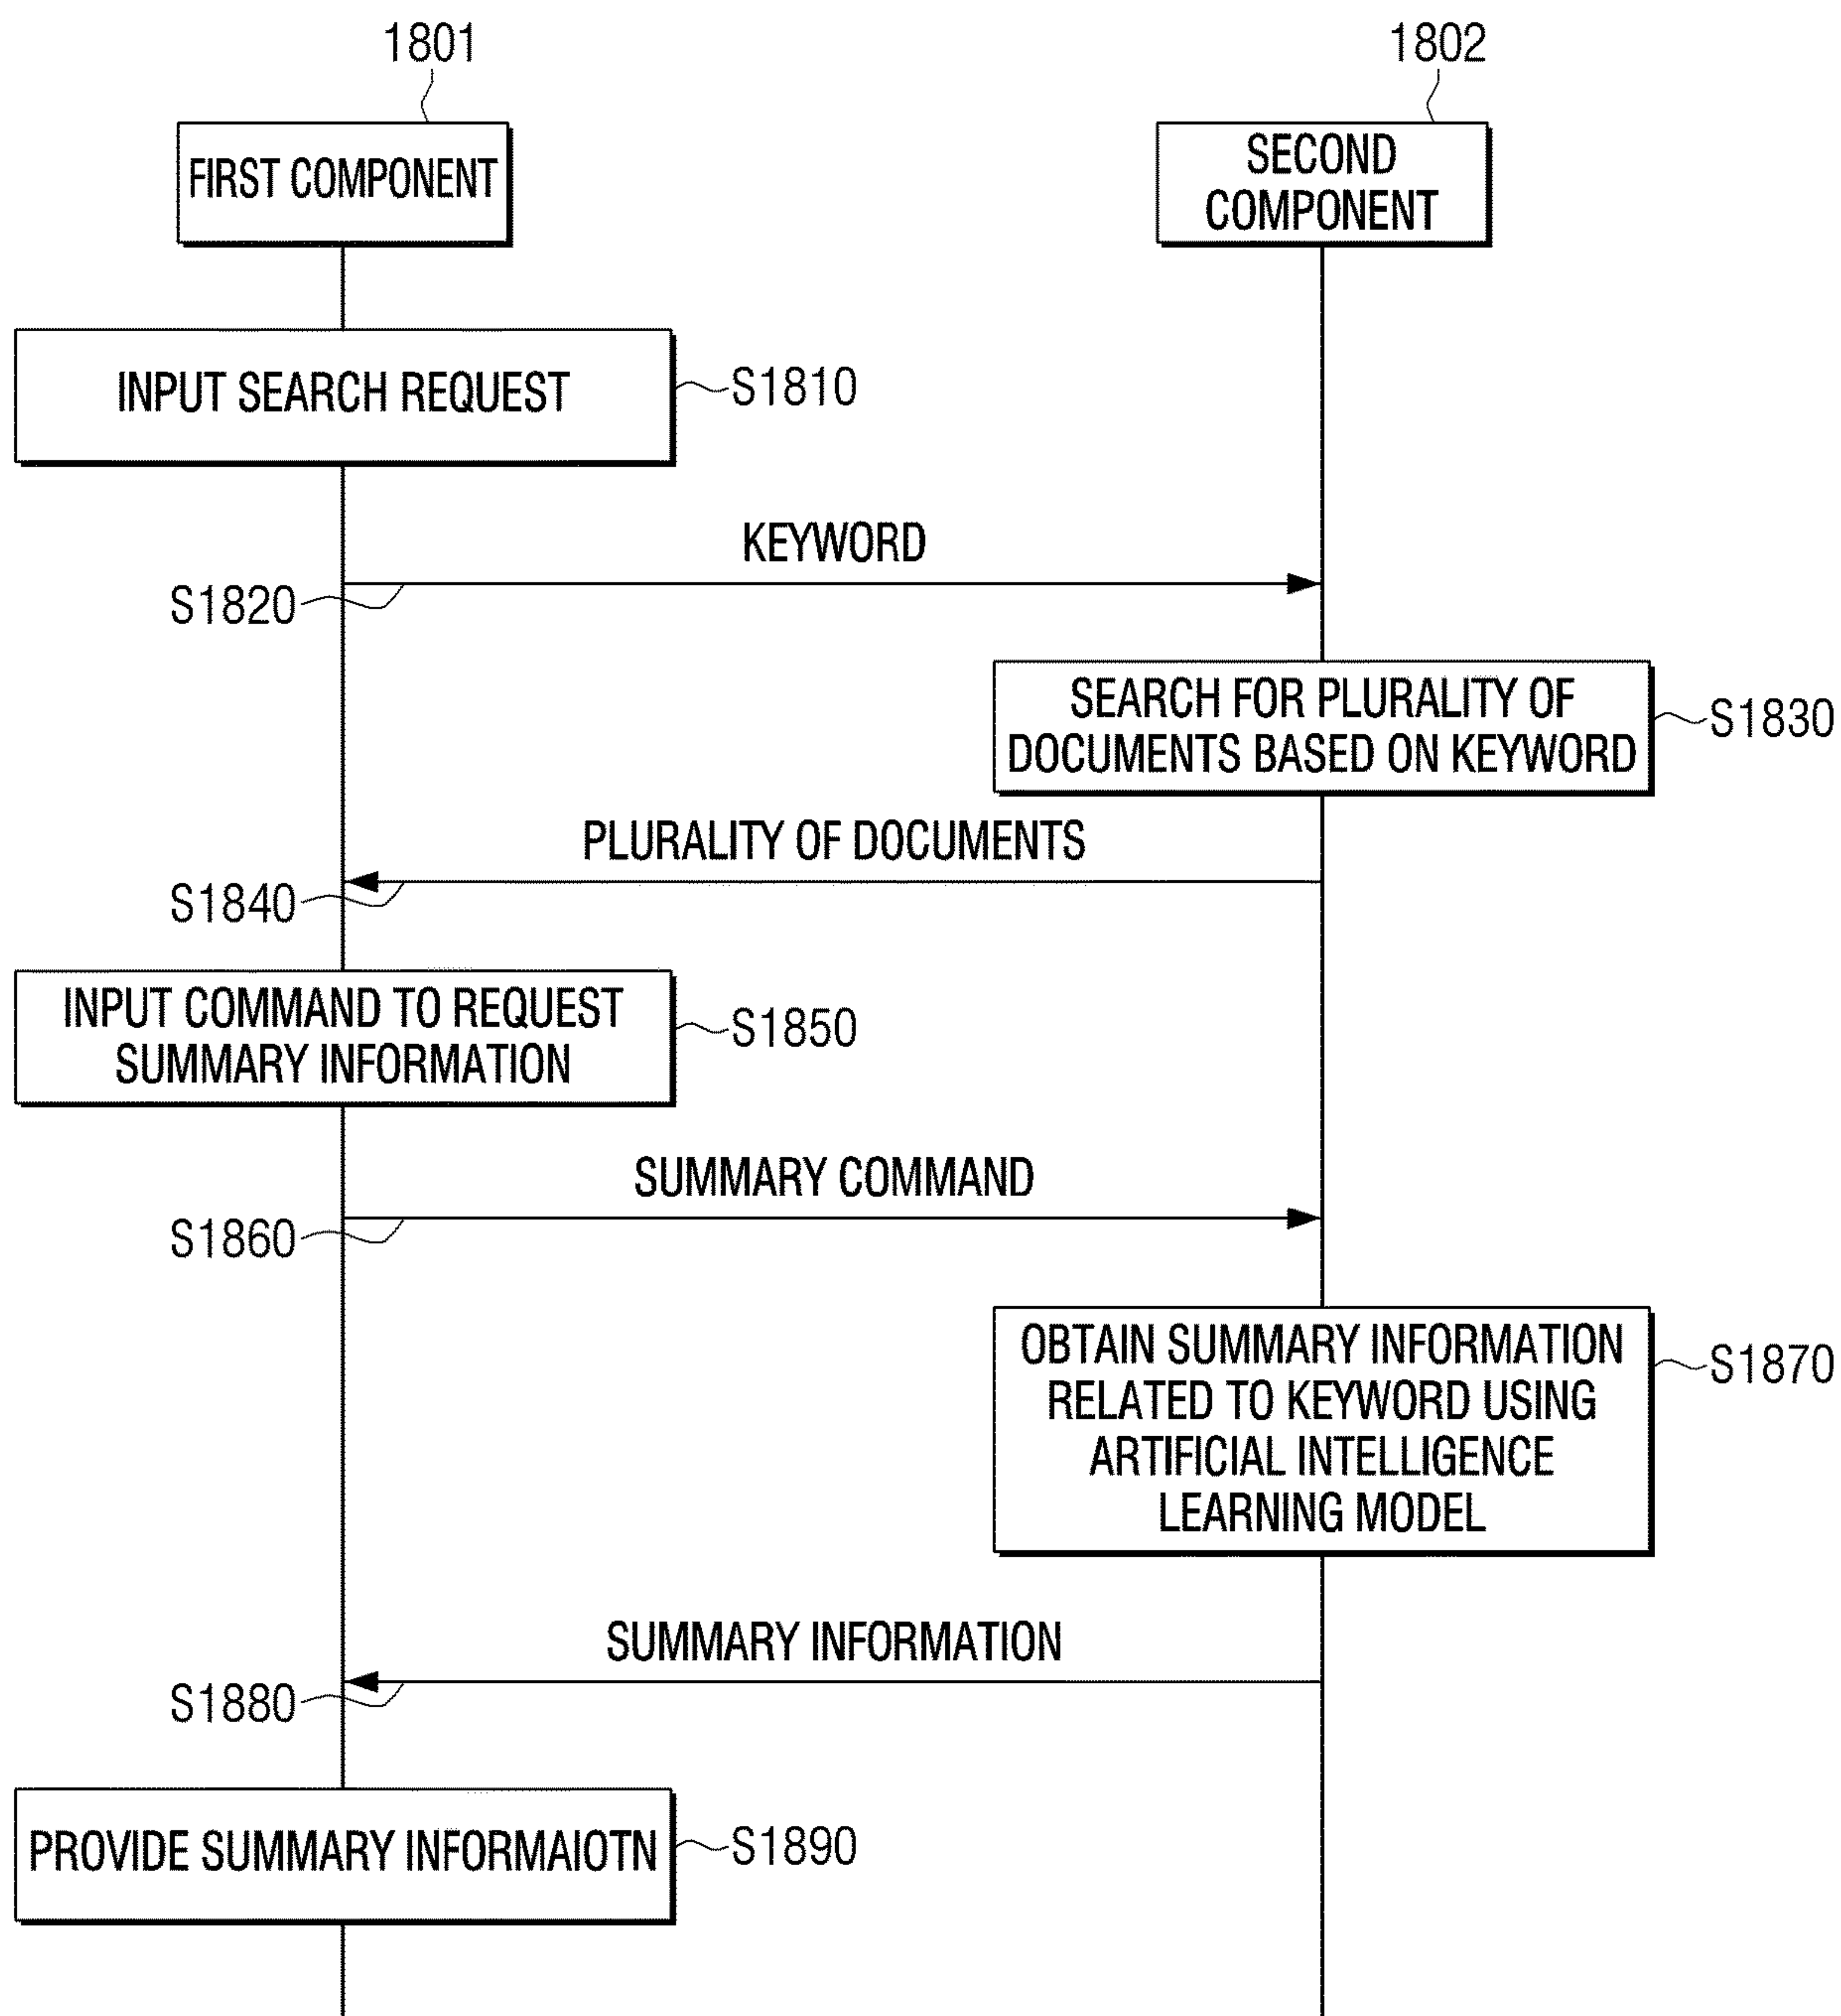 1801
1802
FIRST COMPONENT
SECOND
COMPONENT
INPUT SEARCH REQUEST
S1810
KEYWORD
S1820
SEARCH FOR PLURALITY OF
DOCUMENTS BASED ON KEYWORD
S1830
PLURALITY OF DOCUMENTS
S1840
INPUT COMMAND TO REQUEST
SUMMARY INFORMATION
S1850
SUMMARY COMMAND
S1860
OBTAIN SUMMARY INFORMATION
RELATED TO KEYWORD USING
ARTIFICIAL INTELLIGENCE
LEARNING MODEL
S1870
SUMMARY INFORMATION
S1880
PROVIDE SUMMARY INFORMAIOTN
S1890